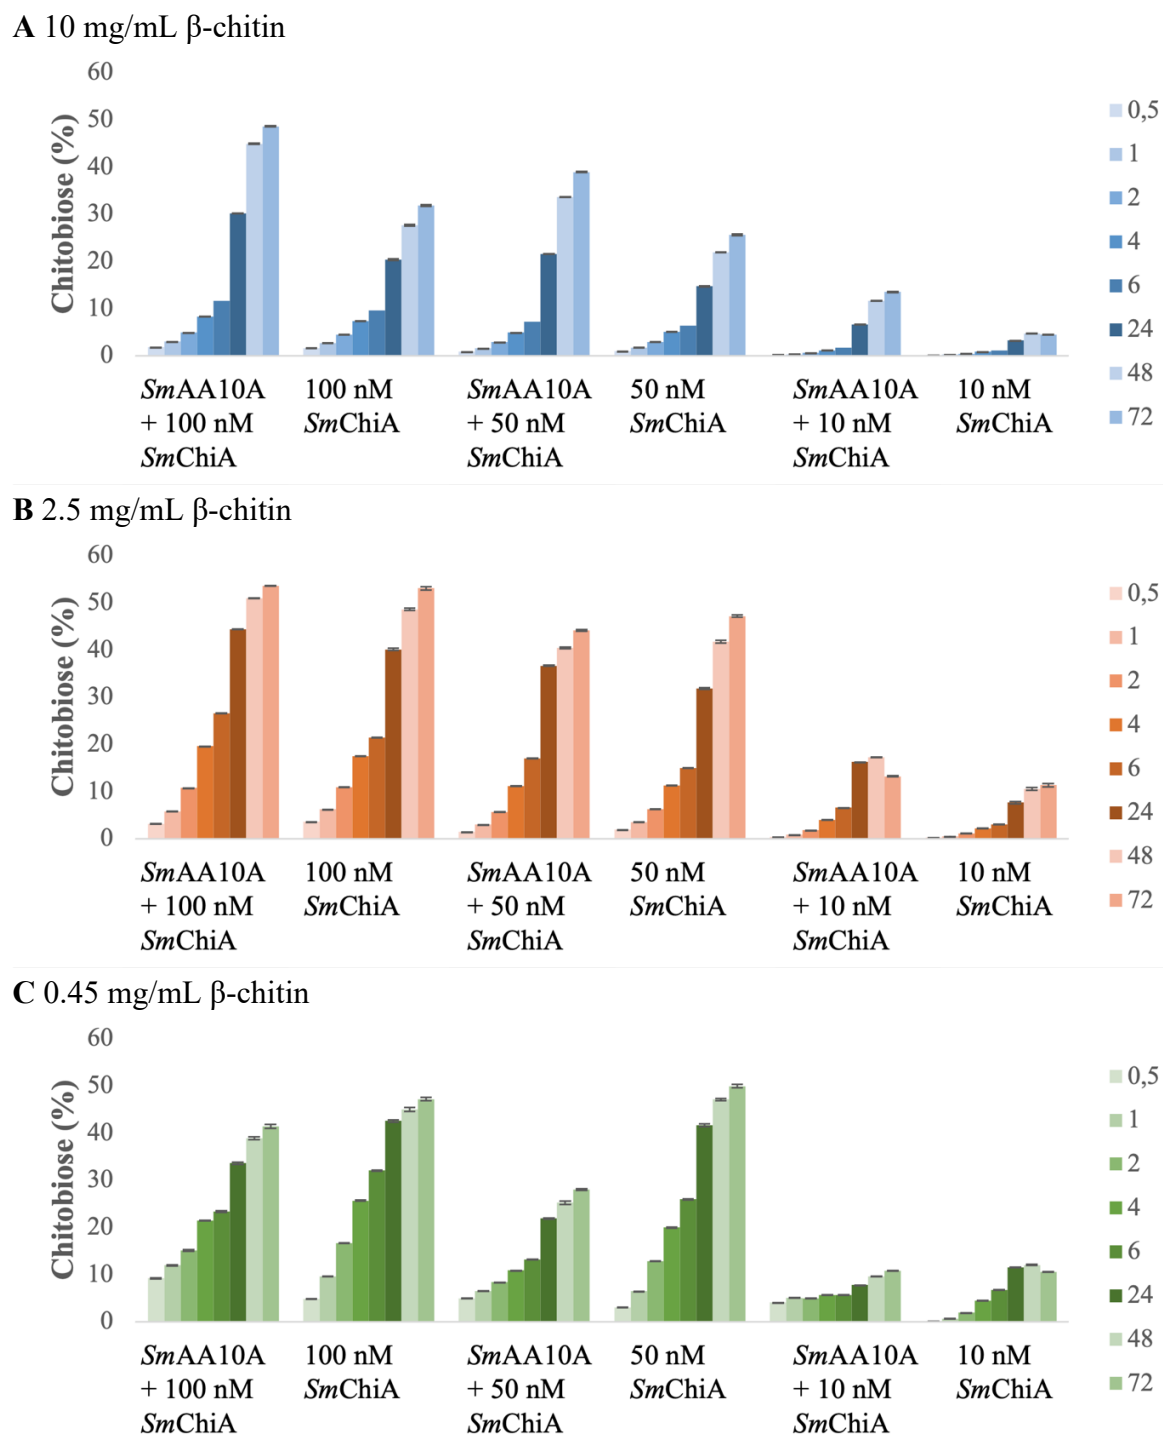 A 10 mg/mL β-chitin
60
50
40
30
20
10
0
Chitobiose (%)
SmAA10A
+ 100 nM
SmChiA
100 nM
SmChiA
SmAA10A
+ 50 nM
SmChiA
50 nM
SmChiA
SmAA10A
+ 10 nM
SmChiA
10 nM
SmChiA
0,5
1
2
4
6
24
48
72
B 2.5 mg/mL β-chitin
60
50
40
30
20
10
0
Chitobiose (%)
SmAA10A
+ 100 nM
SmChiA
100 nM
SmChiA
SmAA10A
+ 50 nM
SmChiA
50 nM
SmChiA
SmAA10A
+ 10 nM
SmChiA
10 nM
SmChiA
0,5
1
2
4
6
24
48
72
C 0.45 mg/mL β-chitin
60
50
40
30
20
10
0
Chitobiose (%)
SmAA10A
+ 100 nM
SmChiA
100 nM
SmChiA
SmAA10A
+ 50 nM
SmChiA
50 nM
SmChiA
SmAA10A
+ 10 nM
SmChiA
10 nM
SmChiA
0,5
1
2
4
6
24
48
72